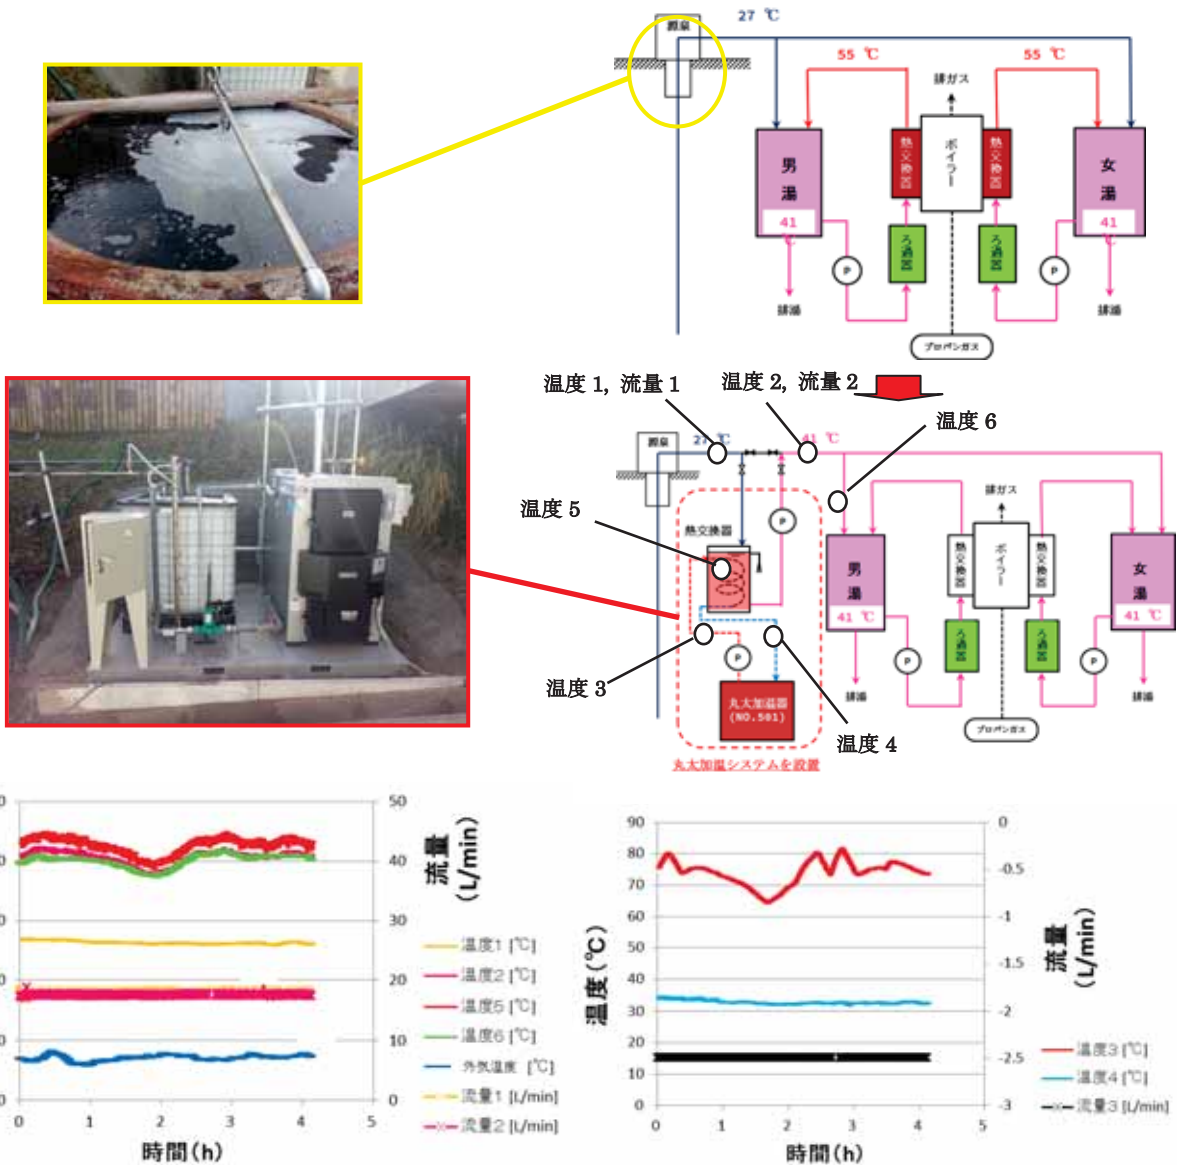 27 ℃
源泉
55 ℃
55 ℃
排ガス
熱交換器
ボイラー
熱交換器
男湯
41
℃
女湯
41
℃
ろ過器
ろ過器
P
P
排湯
排湯
プロパンガス
温度 1, 流量 1
温度 2, 流量 2
温度 6
源泉
27 ℃
41 ℃
温度 5
P
排ガス
熱交換器
熱交換器
ボイラー
熱交換器
男湯
41 ℃
女湯
41 ℃
ろ過器
ろ過器
P
P
温度 3
P
丸太加温器
(NO.501)
温度 4
排湯
排湯
プロパンガス
丸太加温システムを設置
50
40
30
20
10
0
0
0
0
0
0
0
0 1 2 3 4 5
時間(h)
流量
(L/min)
温度1 [℃]
温度2 [℃]
温度5 [℃]
温度6 [℃]
外気温度 [℃]
流量1 [L/min]
流量2 [L/min]
90
80
70
60
50
40
30
20
10
0
温度(℃)
0
-0.5
-1
-1.5
-2
-2.5
-3
0 1 2 3 4 5
時間(h)
流量
(L/min)
温度3 [℃]
温度4 [℃]
流量3 [L/min]